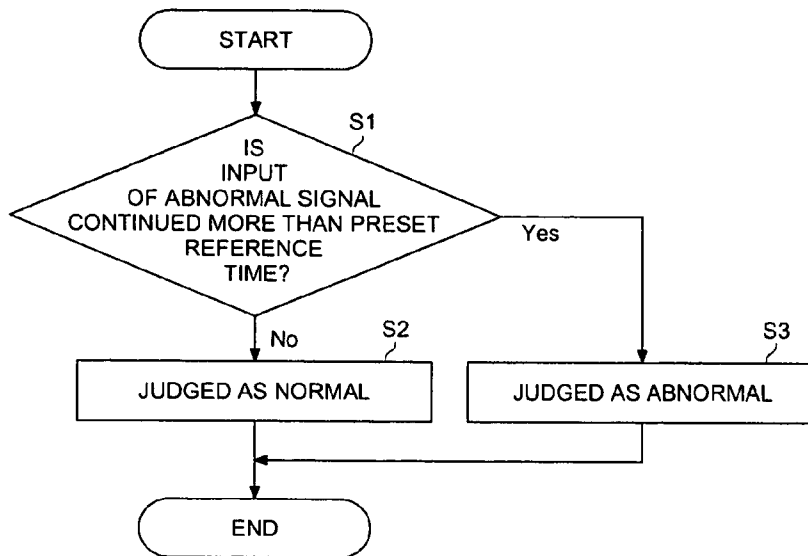 START
S1
IS
INPUT
OF ABNORMAL SIGNAL
CONTINUED MORE THAN PRESET
REFERENCE
TIME?
Yes
No
S2
S3
JUDGED AS NORMAL
JUDGED AS ABNORMAL
END